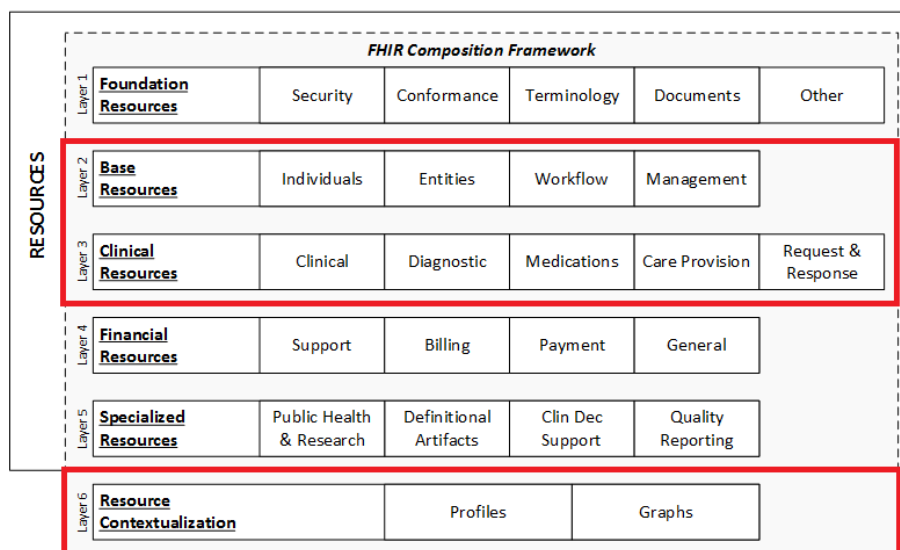 FHIR Composition Framework
RESOURCES
Layer 1
Foundation
Resources
Security
Conformance
Terminology
Documents
Other
Layer 2
Base
Resources
Individuals
Entities
Workflow
Management
Layer 3
Clinical
Resources
Clinical
Diagnostic
Medications
Care Provision
Request &
Response
Layer 4
Financial
Resources
Support
Billing
Payment
General
Layer 5
Specialized
Resources
Public Health
& Research
Definitional
Artifacts
Clin Dec
Support
Quality
Reporting
Layer 6
Resource
Contextualization
Profiles
Graphs